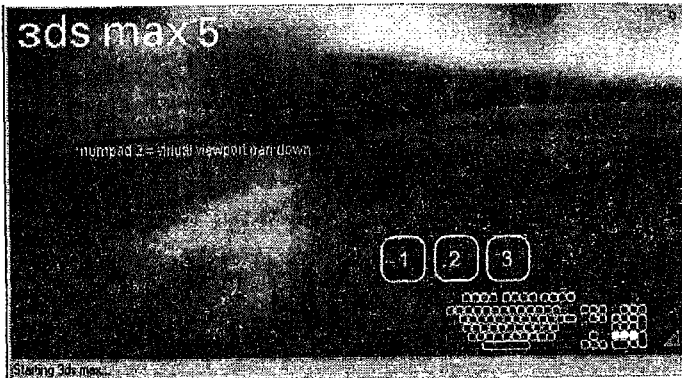 3ds max 5
numpad 2 = virtual viewport pan down
1 2 3
Starting 3ds max...